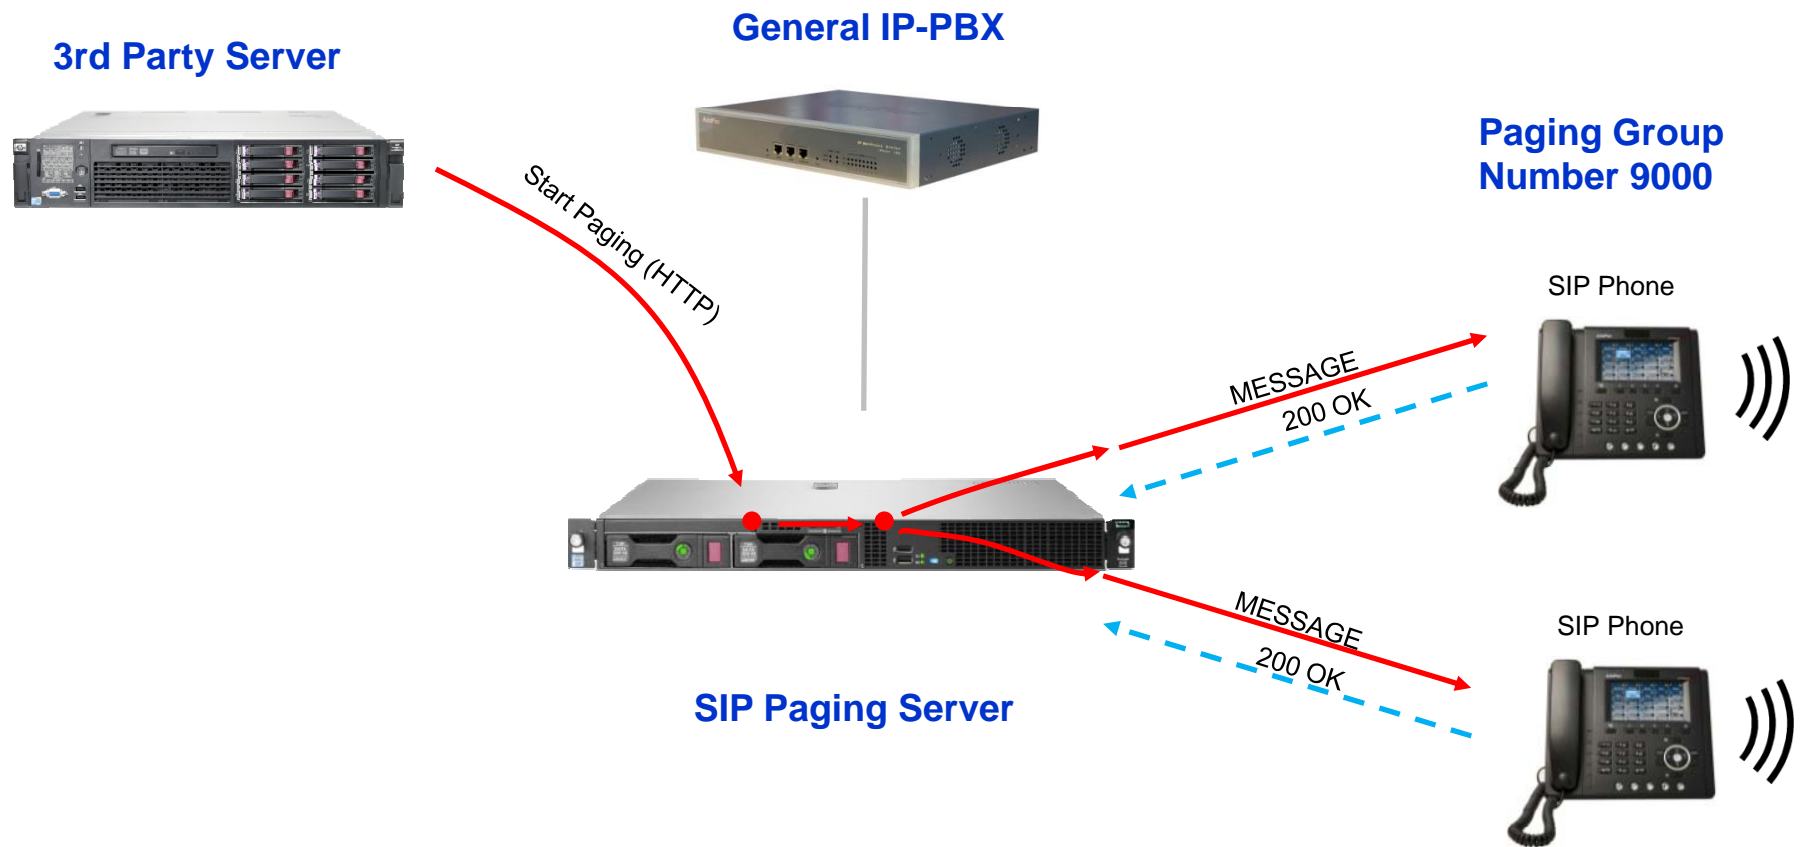 General IP-PBX
3rd Party Server
Paging Group
Number 9000
Start Paging (HTTP)
SIP Phone
MESSAGE
200 OK
MESSAGE
200 OK
SIP Phone
SIP Paging Server